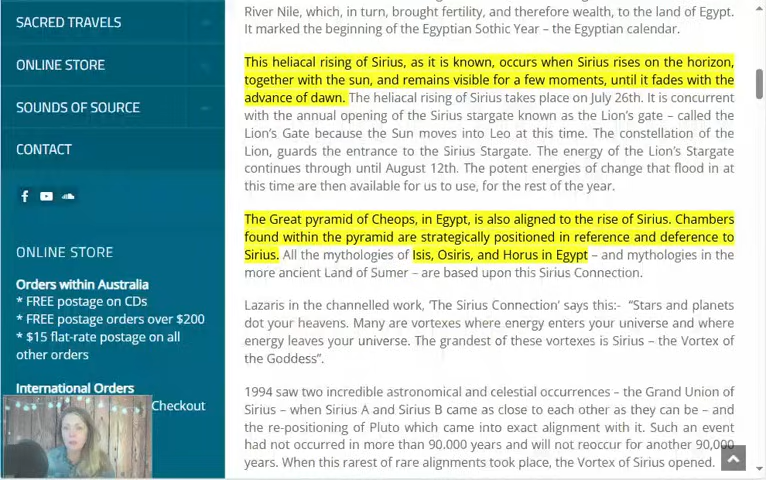 SACRED TRAVELS
ONLINE STORE
SOUNDS OF SOURCE
CONTACT
ONLINE STORE
Orders within Australia
* FREE postage on CDs
* FREE postage orders over $200
* $15 flat-rate postage on all
other orders
International Orders
Checkout
River Nile, which, in turn, brought fertility, and therefore wealth, to the land of Egypt.
It marked the beginning of the Egyptian Sothic Year – the Egyptian calendar.
This heliacal rising of Sirius, as it is known, occurs when Sirius rises on the horizon,
together with the sun, and remains visible for a few moments, until it fades with the
advance of dawn. The heliacal rising of Sirius takes place on July 26th. It is concurrent
with the annual opening of the Sirius stargate known as the Lion's gate – called the
Lion's Gate because the Sun moves into Leo at this time. The constellation of the
Lion, guards the entrance to the Sirius Stargate. The energy of the Lion's Stargate
continues through until August 12th. The potent energies of change that flood in at
this time are then available for us to use, for the rest of the year.
The Great pyramid of Cheops, in Egypt, is also aligned to the rise of Sirius. Chambers
found within the pyramid are strategically positioned in reference and deference to
Sirius. All the mythologies of Isis, Osiris, and Horus in Egypt – and mythologies in the
more ancient Land of Sumer – are based upon this Sirius Connection.
Lazaris in the channelled work, 'The Sirius Connection' says this:- "Stars and planets
dot your heavens. Many are vortexes where energy enters your universe and where
energy leaves your universe. The grandest of these vortexes is Sirius – the Vortex of
the Goddess".
1994 saw two incredible astronomical and celestial occurrences – the Grand Union of
Sirius – when Sirius A and Sirius B came as close to each other as they can be – and
the re-positioning of Pluto which came into exact alignment with it. Such an event
had not occurred in more than 90.000 years and will not reoccur for another 90,000
years. When this rarest of rare alignments took place, the Vortex of Sirius opened.